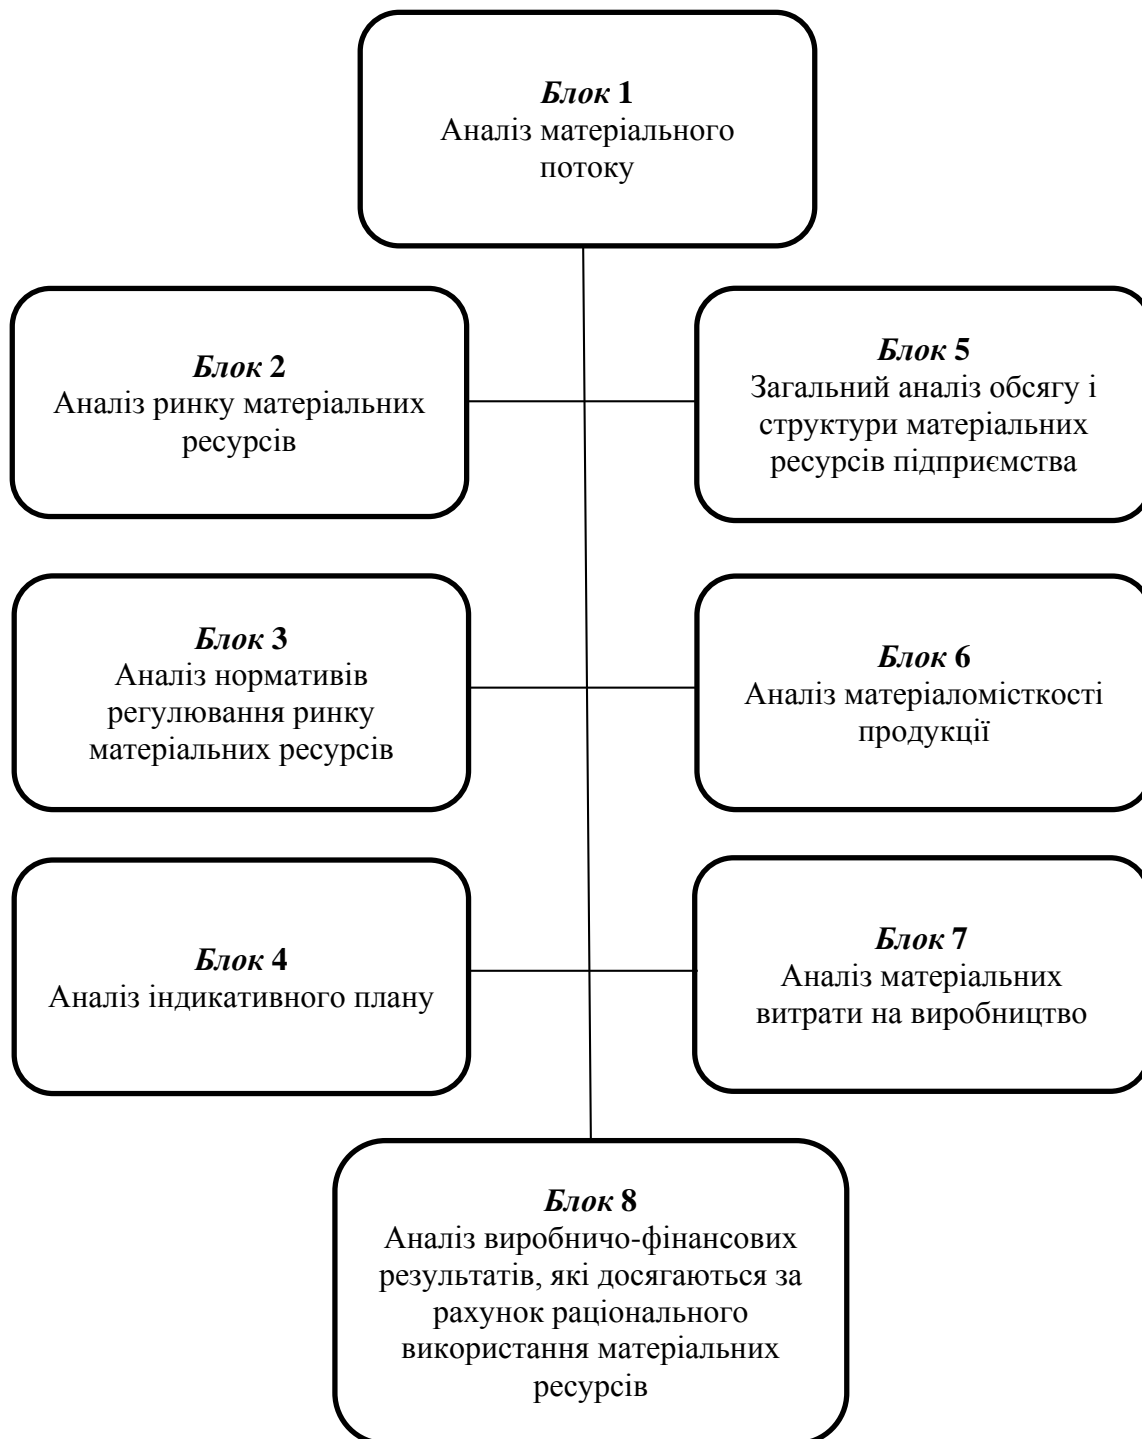 Блок 1
Аналіз матеріального
потоку
Блок 2
Аналіз ринку матеріальних
ресурсів
Блок 5
Загальний аналіз обсягу і
структури матеріальних
ресурсів підприємства
Блок 3
Аналіз нормативів
регулювання ринку
матеріальних ресурсів
Блок 6
Аналіз матеріаломісткості
продукції
Блок 4
Аналіз індикативного плану
Блок 7
Аналіз матеріальних
витрати на виробництво
Блок 8
Аналіз виробничо-фінансових
результатів, які досягаються за
рахунок раціонального
використання матеріальних
ресурсів